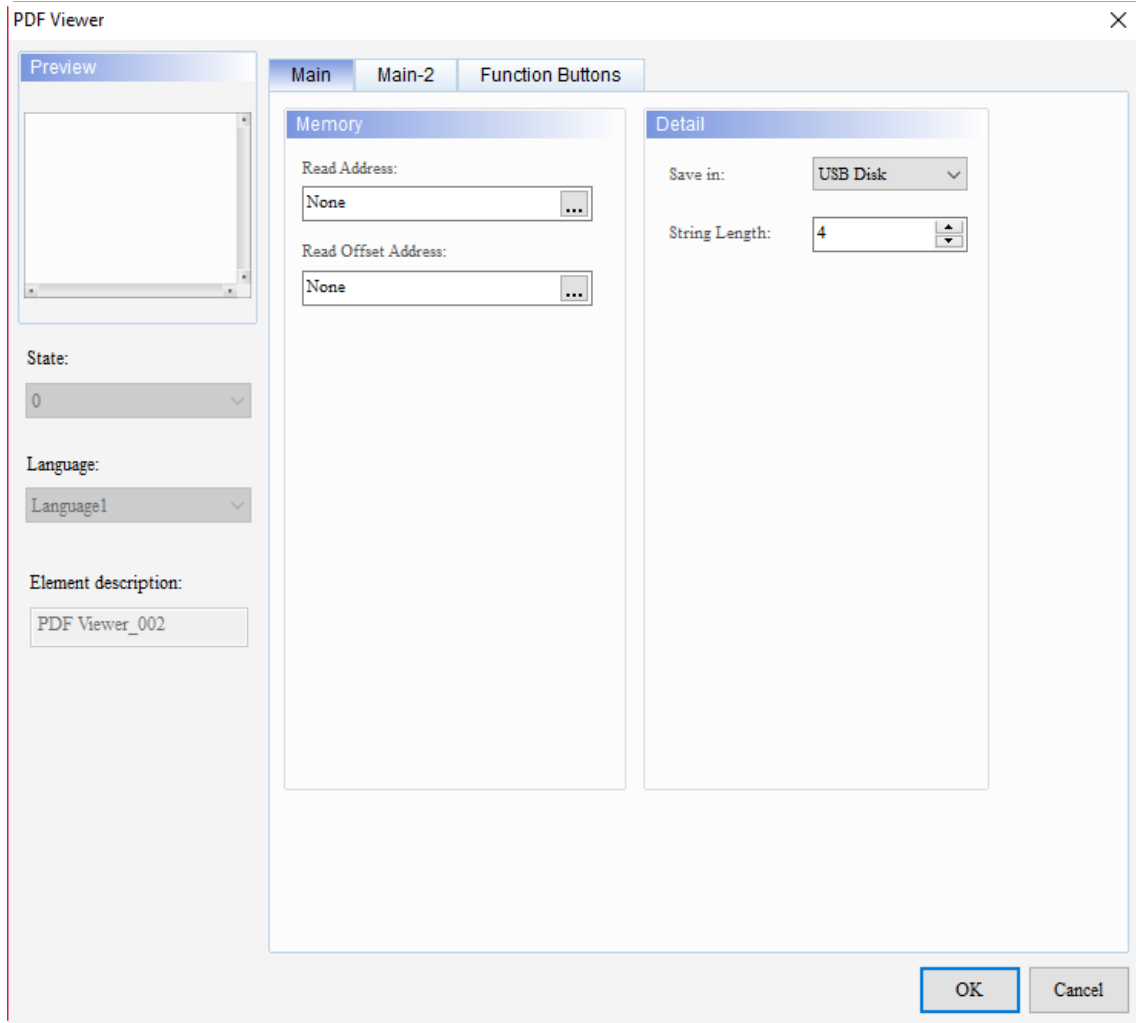 PDF Viewer
Preview
Main
Main-2
Function Buttons
Memory
Read Address:
None
...
Read Offset Address:
None
...
Detail
Save in:
USB Disk
String Length:
4
State:
0
Language:
Language1
Element description:
PDF Viewer_002
OK
Cancel